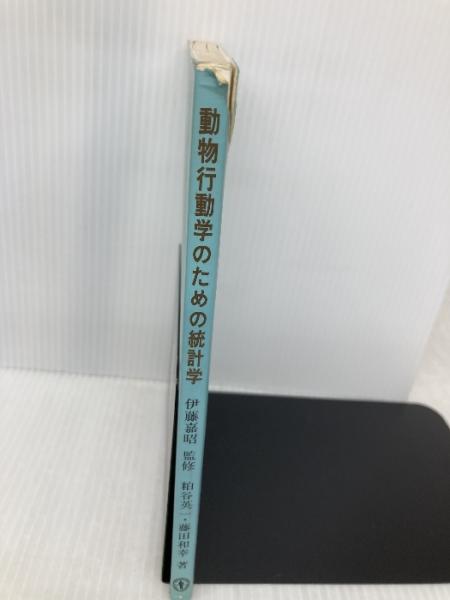 動物行動学のための統計学
伊藤嘉昭 監修
粕谷英一・藤田和幸 著